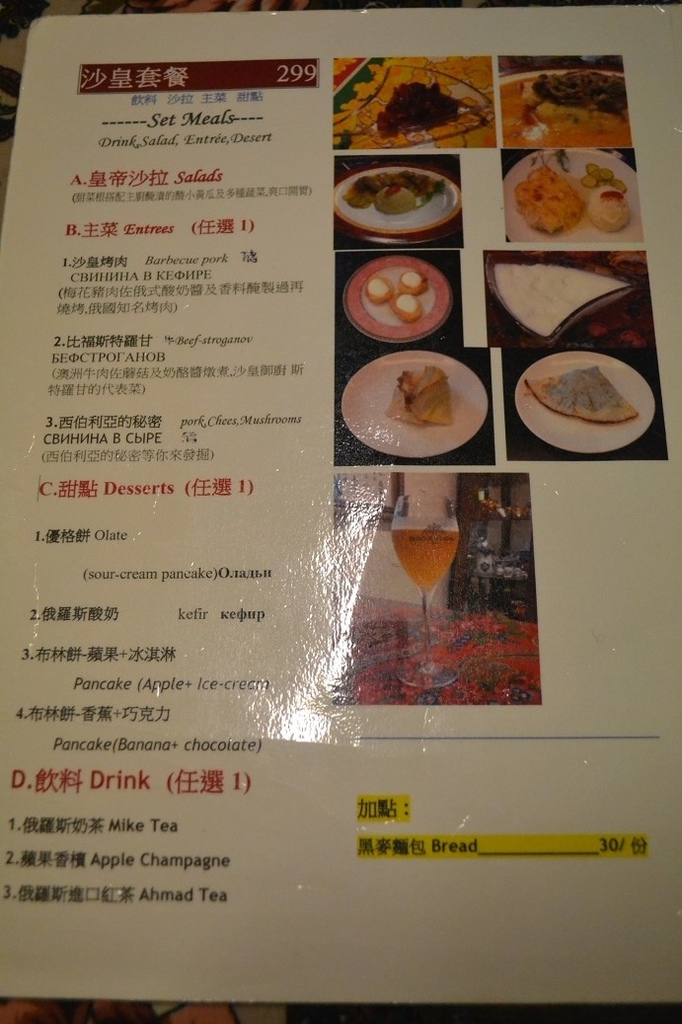 沙皇套餐 299
飲料 沙拉 主菜 甜點
------Set Meals----
Drink,Salad, Entrée,Desert
A.皇帝沙拉 Salads
(甜菜根搭配主廚醃漬的酸小黃瓜及多種蔬菜,爽口開胃)
B.主菜 Entrees (任選 1)
1.沙皇烤肉 Barbecue pork
СВИНИНА В КЕФИРЕ
(梅花豬肉佐俄式酸奶醬及香料醃製過再
燒烤,俄國知名烤肉)
2.比福斯特羅甘 牛Beef-stroganov
БЕФСТРОГАНОВ
(澳洲牛肉佐蘑菇及奶酪醬燉煮,沙皇御廚 斯
特羅甘的代表菜)
3.西伯利亞的秘密 pork,Chees,Mushrooms
СВИНИНА В СЫРЕ
(西伯利亞的秘密等你來發掘)
C.甜點 Desserts (任選 1)
1.優格餅 Olate
(sour-cream pancake)Оладьи
2.俄羅斯酸奶 kefir кефир
3.布林餅-蘋果+冰淇淋
Pancake (Apple+ Ice-cream
4.布林餅-香蕉+巧克力
Pancake(Banana+ chocolate)
D.飲料 Drink (任選 1)
1.俄羅斯奶茶 Mike Tea
2.蘋果香檳 Apple Champagne
3.俄羅斯進口紅茶 Ahmad Tea
加點：
黑麥麵包 Bread______________30/ 份